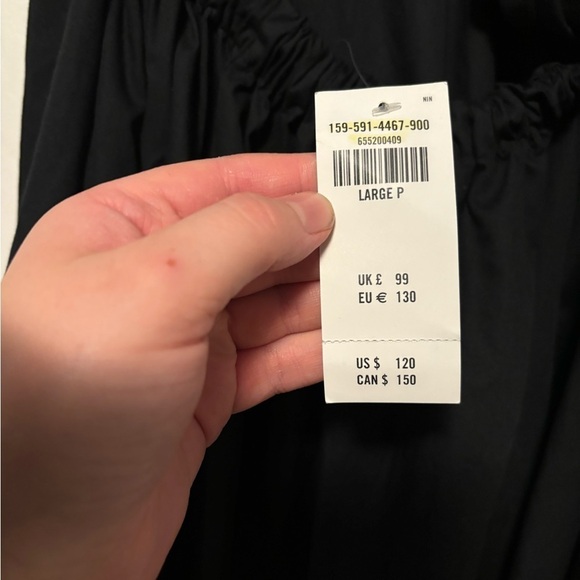 NIN
159-591-4467-900
655200409
LARGE P
UK £ 99
EU € 130
US $ 120
CAN $ 150